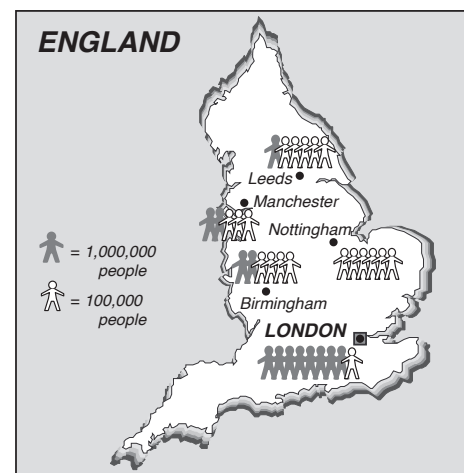 ENGLAND
Leeds
Manchester
Nottingham
= 1,000,000
people
= 100,000
people
Birmingham
LONDON